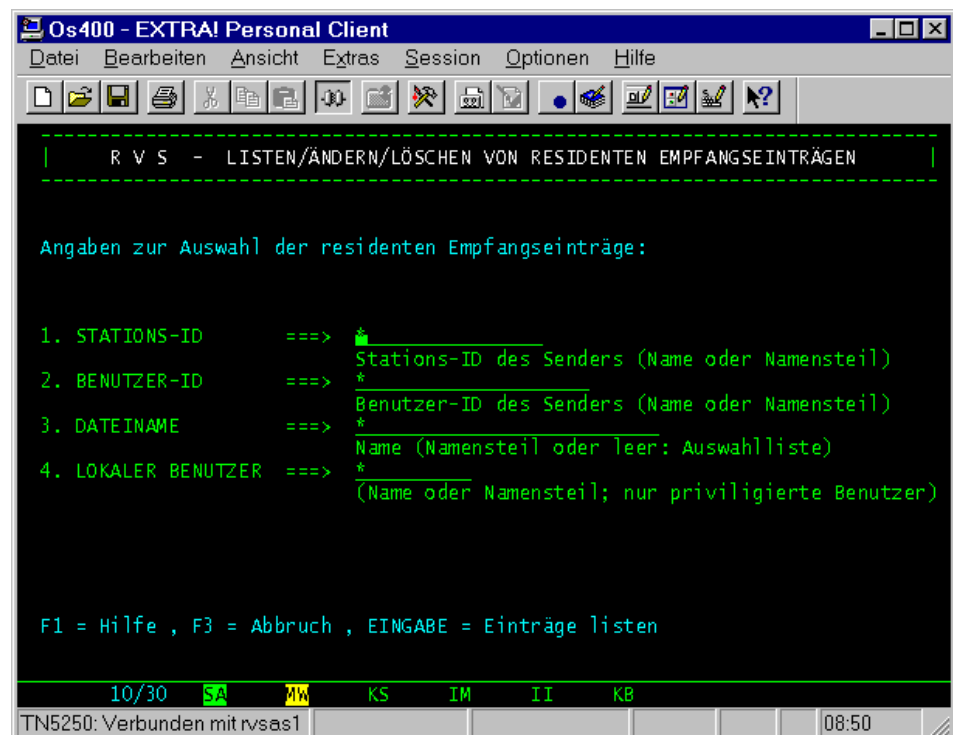 Os400 - EXTRA! Personal Client
Datei Bearbeiten Ansicht Extras Session Optionen Hilfe
R V S - LISTEN/ÄNDERN/LÖSCHEN VON RESIDENTEN EMPFANGSEINTRÄGEN
Angaben zur Auswahl der residenten Empfangseinträge:
1. STATIONS-ID ===> *
Stations-ID des Senders (Name oder Namensteil)
2. BENUTZER-ID ===> *
Benutzer-ID des Senders (Name oder Namensteil)
3. DATEINAME ===> *
Name (Namensteil oder leer: Auswahlliste)
4. LOKALER BENUTZER ===> *
(Name oder Namensteil; nur priviligierte Benutzer)
F1 = Hilfe , F3 = Abbruch , EINGABE = Einträge listen
10/30 SA MW KS IM II KB
TN5250: Verbunden mit rvsas1 08:50